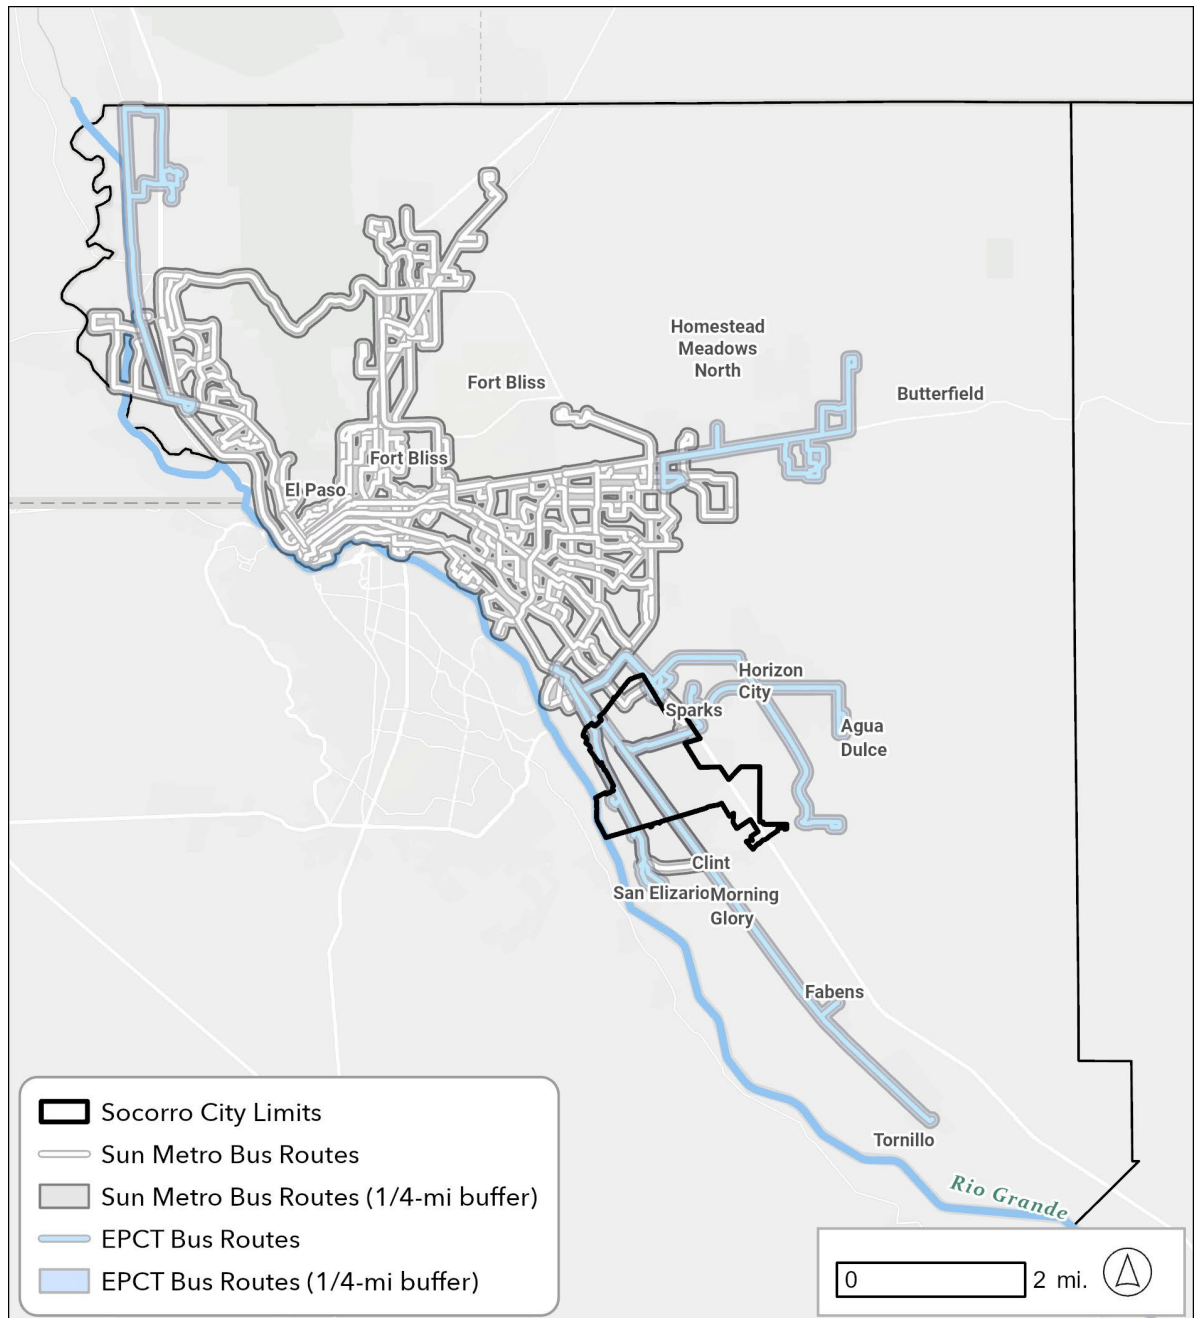 Homestead
Meadows
North
Fort Bliss
Butterfield
Fort Bliss
El Paso
Horizon
City
Sparks
Agua
Dulce
Clint
San Elizario
Morning
Glory
Fabens
Tornillo
Rio Grande
Socorro City Limits
Sun Metro Bus Routes
Sun Metro Bus Routes (1/4-mi buffer)
EPCT Bus Routes
EPCT Bus Routes (1/4-mi buffer)
0 2 mi.